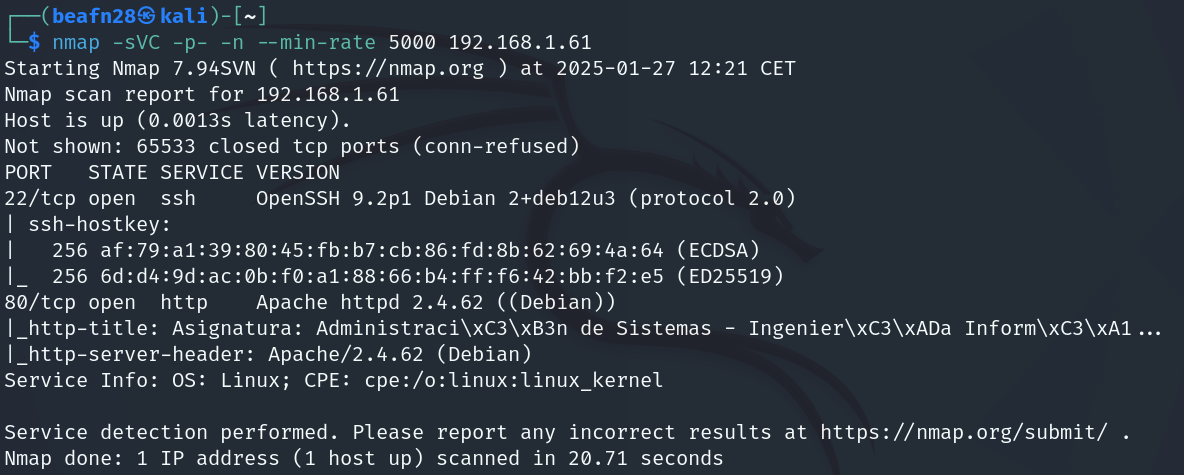 ┌──(beafn28㉿kali)-[~]
└─$ nmap -sVC -p- -n --min-rate 5000 192.168.1.61
Starting Nmap 7.94SVN ( https://nmap.org ) at 2025-01-27 12:21 CET
Nmap scan report for 192.168.1.61
Host is up (0.0013s latency).
Not shown: 65533 closed tcp ports (conn-refused)
PORT   STATE SERVICE VERSION
22/tcp open  ssh     OpenSSH 9.2p1 Debian 2+deb12u3 (protocol 2.0)
| ssh-hostkey:
|   256 af:79:a1:39:80:45:fb:b7:cb:86:fd:8b:62:69:4a:64 (ECDSA)
|_  256 6d:d4:9d:ac:0b:f0:a1:88:66:b4:ff:f6:42:bb:f2:e5 (ED25519)
80/tcp open  http    Apache httpd 2.4.62 ((Debian))
|_http-title: Asignatura: Administraci\xC3\xB3n de Sistemas - Ingenier\xC3\xADa Inform\xC3\xA1...
|_http-server-header: Apache/2.4.62 (Debian)
Service Info: OS: Linux; CPE: cpe:/o:linux:linux_kernel

Service detection performed. Please report any incorrect results at https://nmap.org/submit/ .
Nmap done: 1 IP address (1 host up) scanned in 20.71 seconds